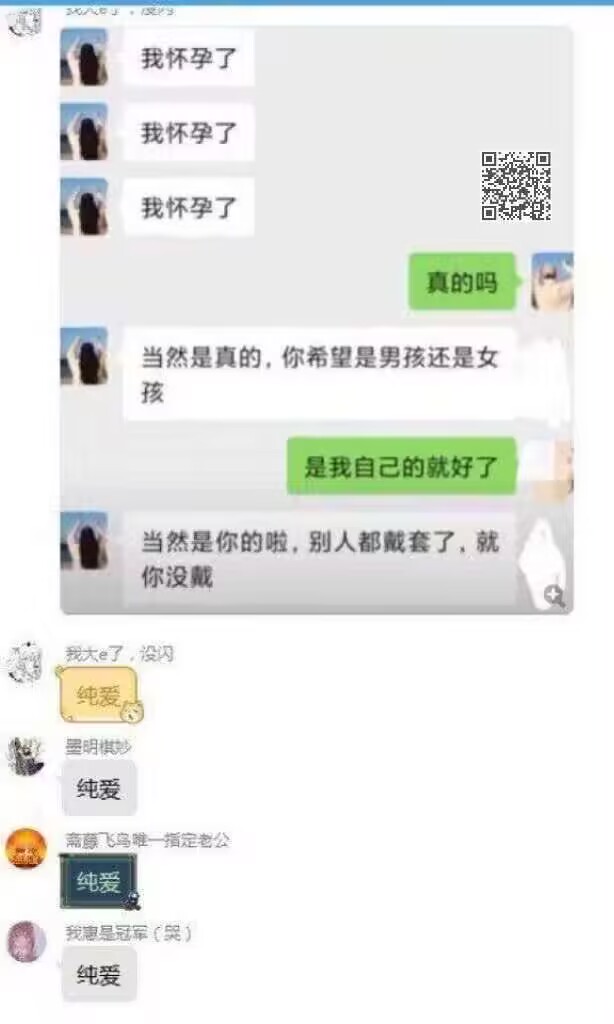 我怀孕了
我怀孕了
我怀孕了
真的吗
当然是真的，你希望是男孩还是女
孩
是我自己的就好了
当然是你的啦，别人都戴套了，就
你没戴
我大e了，没闪
纯爱
墨明棋妙
纯爱
斋藤飞鸟唯一指定老公
纯爱
我惠是冠军（哭）
纯爱